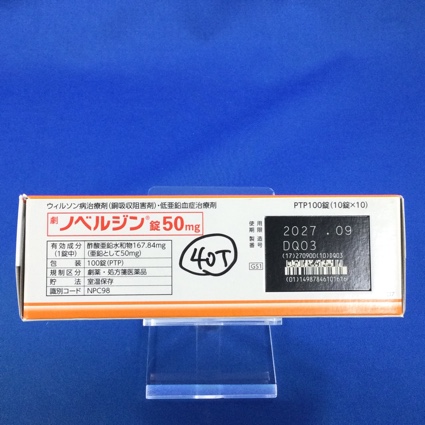 ウィルソン病治療剤(銅吸収阻害剤)・低亜鉛血症治療剤
PTP100錠(10錠×10)
劇 ノベルジン®錠50mg
有効成分(1錠中) 酢酸亜鉛水和物167.84mg(亜鉛として50mg)
包装 100錠(PTP)
規制区分 劇薬・処方箋医薬品
貯法 室温保存
識別コード NPC98
40T
使用期限 2027.09
製造番号 DQ03
(17)270900(10)DQ03
GS1